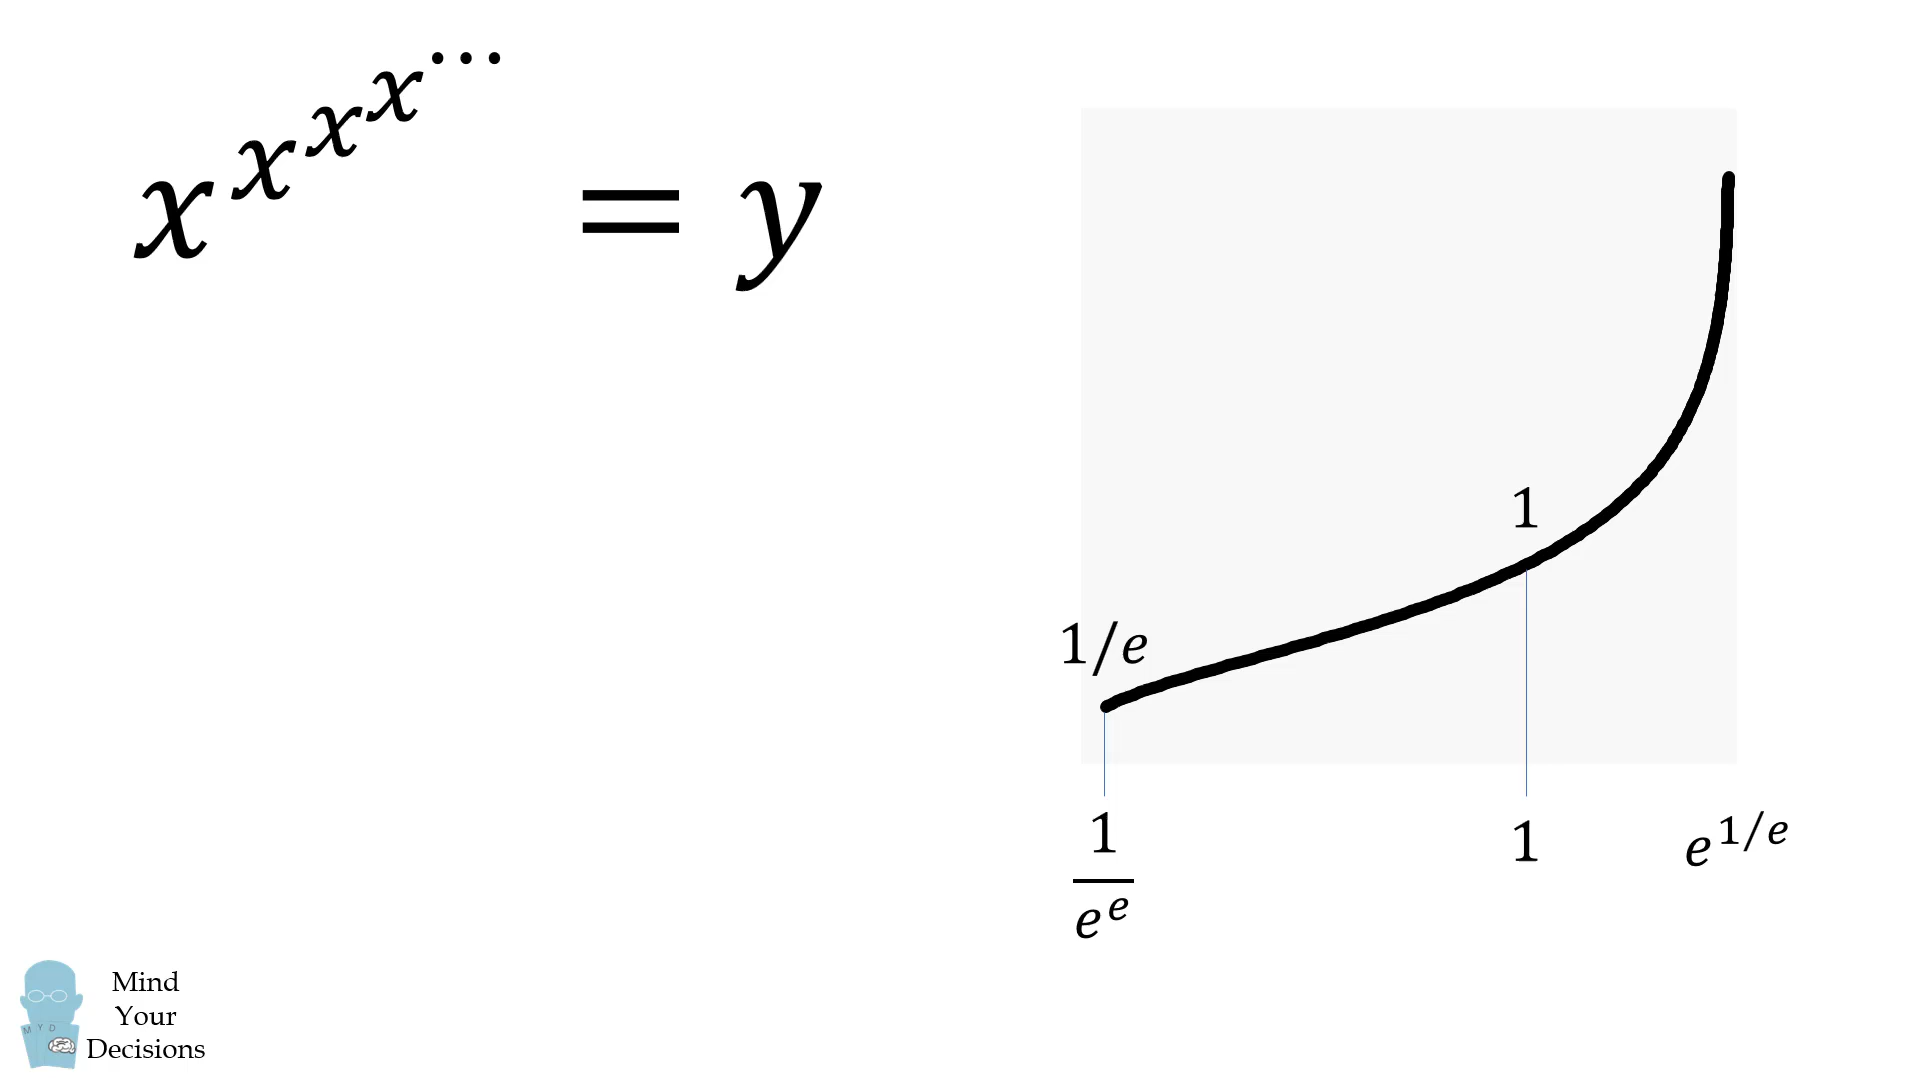 x^{x^{x^{x^{...}}}} = y
1
1/e
1/e^e
1
e^{1/e}
M Y D
Mind
Your
Decisions